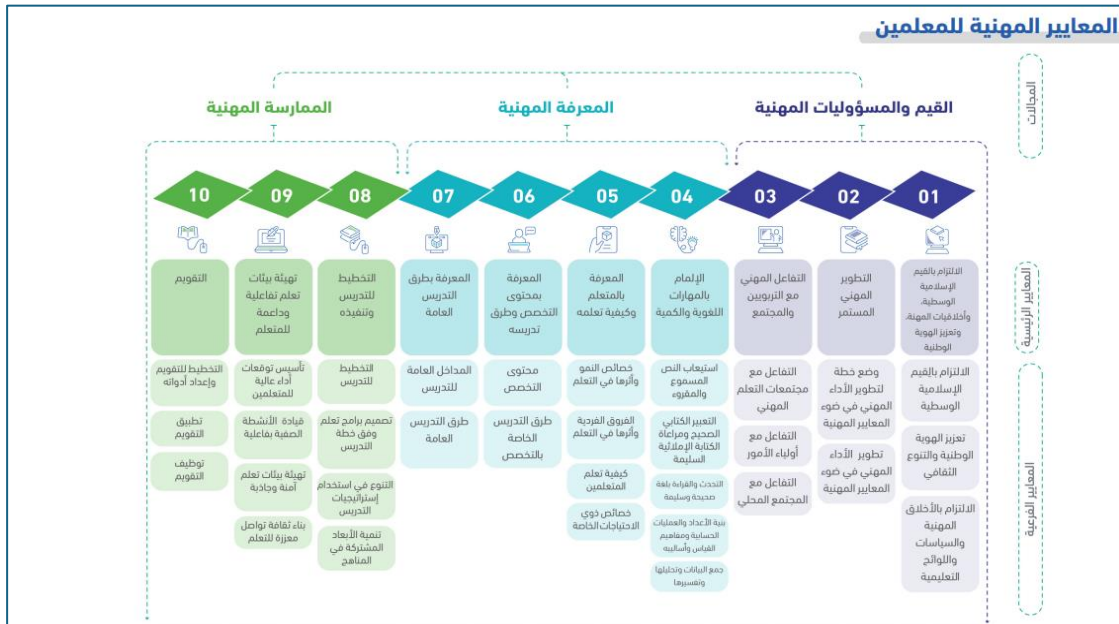 المعايير المهنية للمعلمين
المجالات
القيم والمسؤوليات المهنية
المعرفة المهنية
الممارسة المهنية
01
02
03
04
05
06
07
08
09
10
المعايير الرئيسية
الالتزام بالقيم
الإسلامية
الوسطية،
وأخلاقيات المهنة،
وتعزيز الهوية
الوطنية
التطوير
المهني
المستمر
التفاعل المهني
مع التربويين
والمجتمع
الإلمام
بالمهارات
اللغوية والكمية
المعرفة
بالمتعلم
وكيفية تعلمه
المعرفة
بمحتوى
التخصص وطرق
تدريسه
المعرفة بطرق
التدريس
العامة
التخطيط
للتدريس
وتنفيذه
تهيئة بيئات
تعلم تفاعلية
وداعمة
للمتعلم
التقويم
المعايير الفرعية
الالتزام بالقيم
الإسلامية
الوسطية
تعزيز الهوية
الوطنية والتنوع
الثقافي
الالتزام بالأخلاق
المهنية
والسياسات
واللوائح
التعليمية
وضع خطة
لتطوير الأداء
المهني في ضوء
المعايير المهنية
تطوير الأداء
المهني في ضوء
المعايير المهنية
التفاعل مع
مجتمعات التعلم
المهني
التفاعل مع
أولياء الأمور
التفاعل مع
المجتمع المحلي
استيعاب النص
المسموع
والمقروء
التعبير الكتابي
الصحيح ومراعاة
الكتابة الإملائية
السليمة
التحدث والقراءة بلغة
صحيحة وسليمة
بنية الأعداد والعمليات
الحسابية ومفاهيم
القياس وأساليبه
جمع البيانات وتحليلها
وتفسيرها
خصائص النمو
وأثرها في التعلم
الفروق الفردية
وأثرها في التعلم
كيفية تعلم
المتعلمين
خصائص ذوي
الاحتياجات الخاصة
محتوى
التخصص
طرق التدريس
الخاصة
بالتخصص
المداخل العامة
للتدريس
طرق التدريس
العامة
التخطيط
للتدريس
تصميم برامج تعلم
وفق خطة
التدريس
التنوع في استخدام
إستراتيجيات
التدريس
تنمية الأبعاد
المشتركة في
المناهج
تأسيس توقعات
أداء عالية
للمتعلمين
قيادة الأنشطة
الصفية بفاعلية
تهيئة بيئات تعلم
آمنة وجاذبة
بناء ثقافة تواصل
معززة للتعلم
التخطيط للتقويم
وإعداد أدواته
تطبيق
التقويم
توظيف
التقويم